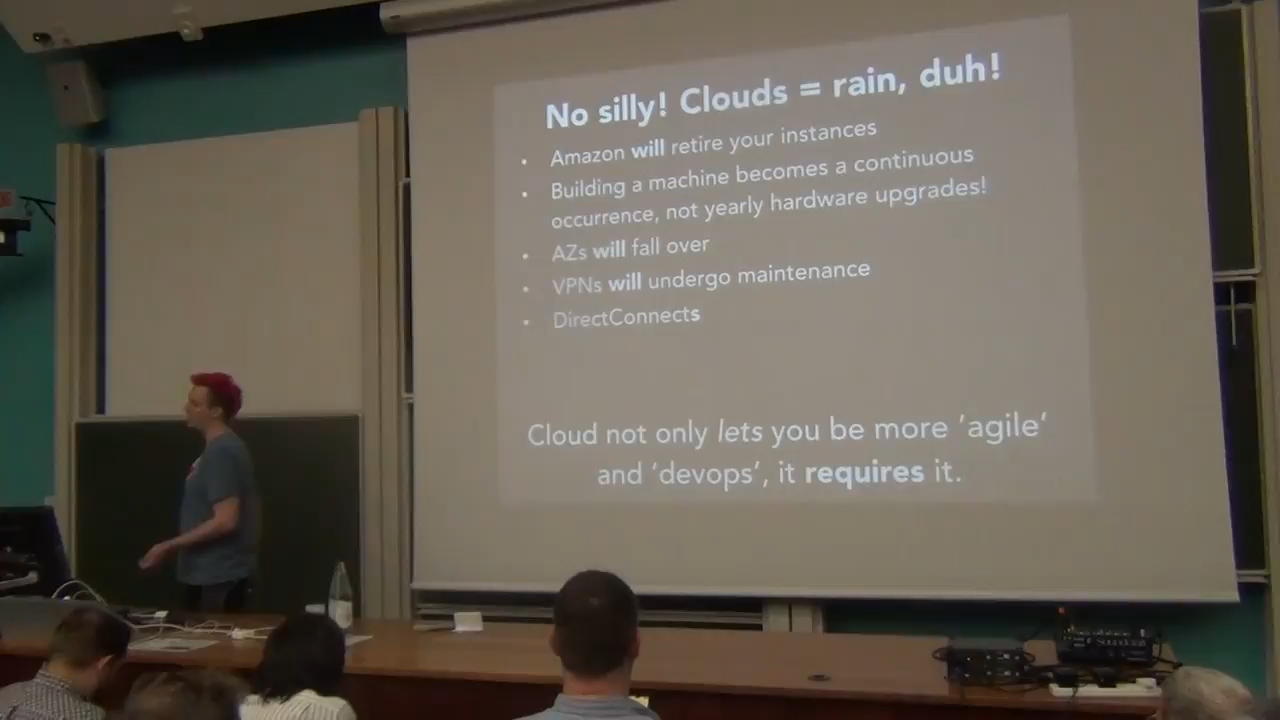 No silly! Clouds = rain, duh!
• Amazon will retire your instances
• Building a machine becomes a continuous
occurrence, not yearly hardware upgrades!
• AZs will fall over
• VPNs will undergo maintenance
• DirectConnects
Cloud not only lets you be more ‘agile‘
and ‘devops’, it requires it.